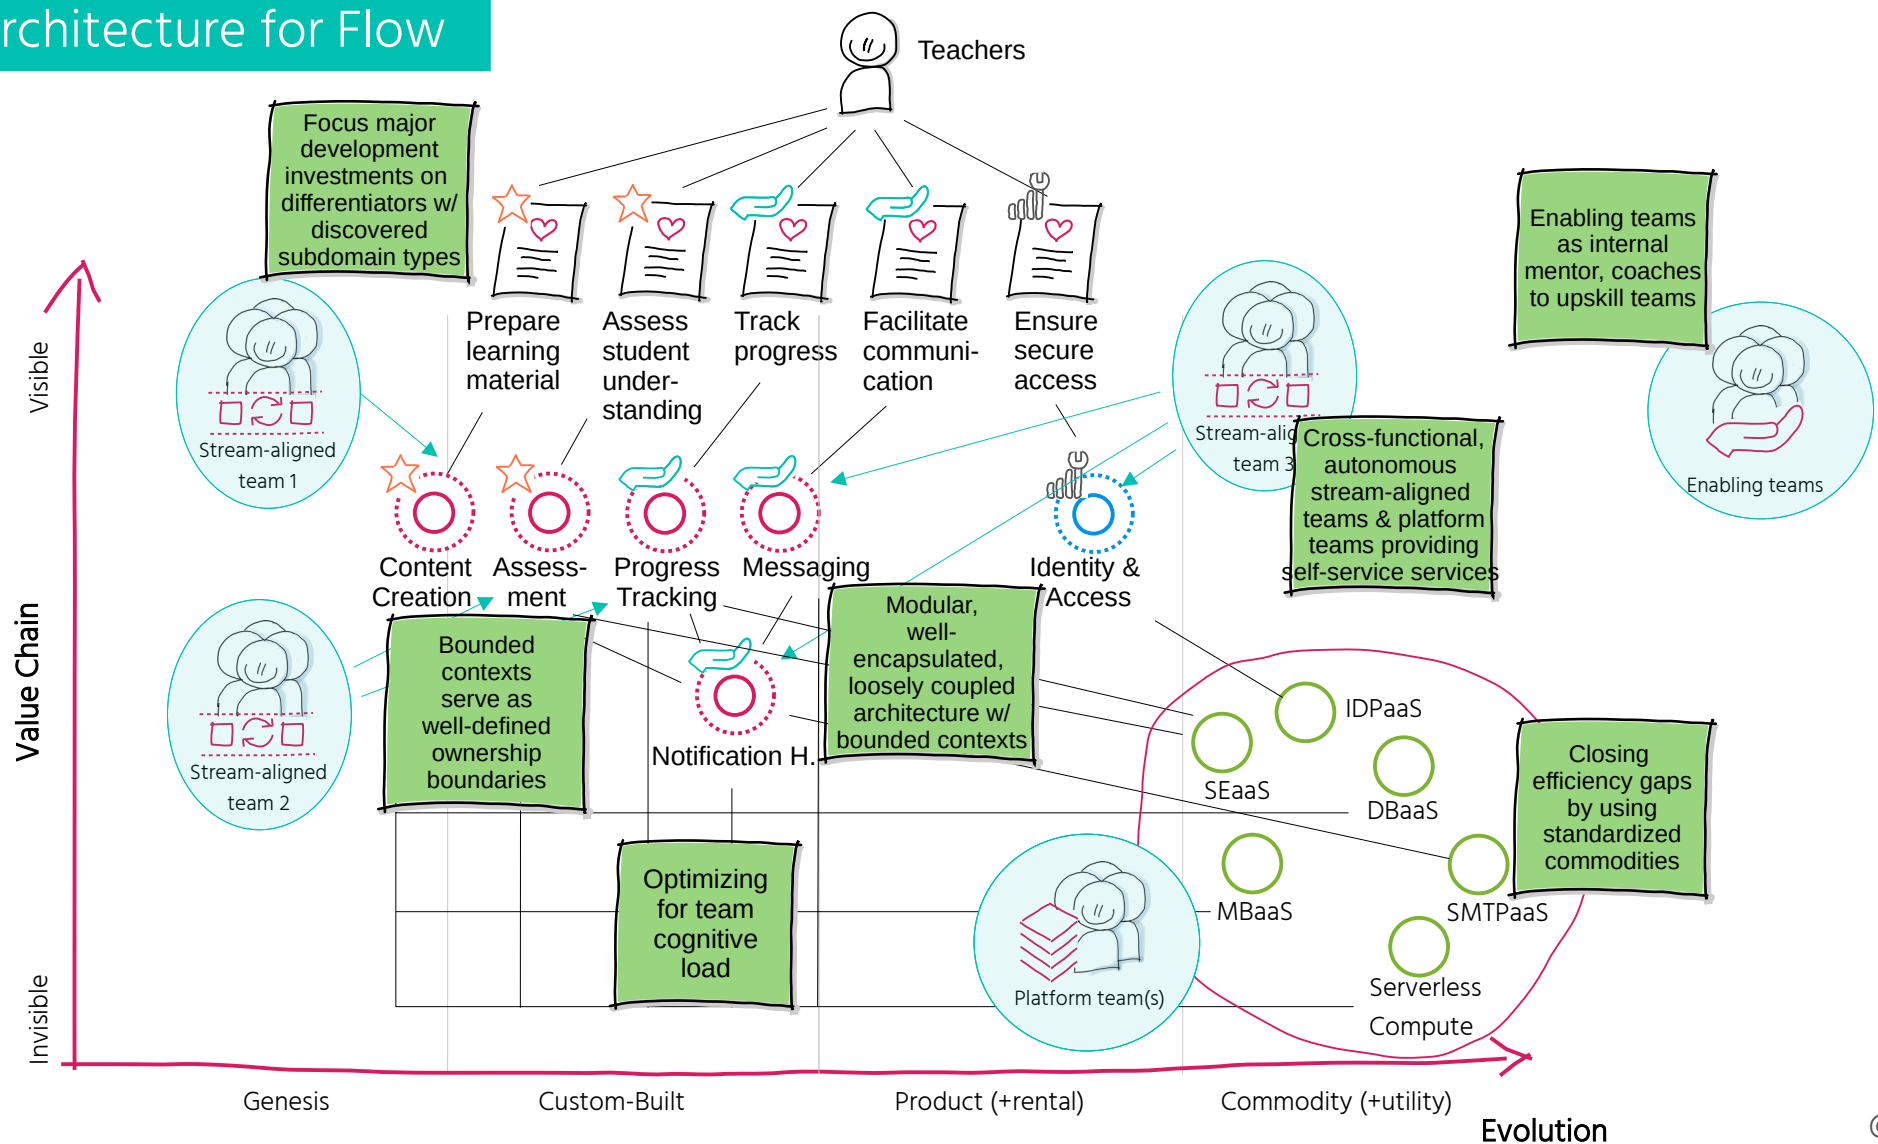 rchitecture for Flow
Teachers
Focus major
development
investments on
differentiators w/
discovered
subdomain types
Enabling teams
as internal
mentor, coaches
to upskill teams
Prepare
learning
material
Assess
student
under-
standing
Track
progress
Facilitate
communi-
cation
Ensure
secure
access
Visible
Stream-aligned
team 1
Stream-alig
team 3
Cross-functional,
autonomous
stream-aligned
teams & platform
teams providing
self-service services
Enabling teams
Content
Creation
Assess-
ment
Progress
Tracking
Messaging
Identity &
Access
Value Chain
Bounded
contexts
serve as
well-defined
ownership
boundaries
Modular,
well-
encapsulated,
loosely coupled
architecture w/
bounded contexts
Stream-aligned
team 2
Notification H.
IDPaaS
SEaaS
DBaaS
Closing
efficiency gaps
by using
standardized
commodities
Optimizing
for team
cognitive
load
MBaaS
SMTPaaS
Platform team(s)
Serverless
Compute
Invisible
Genesis
Custom-Built
Product (+rental)
Commodity (+utility)
Evolution